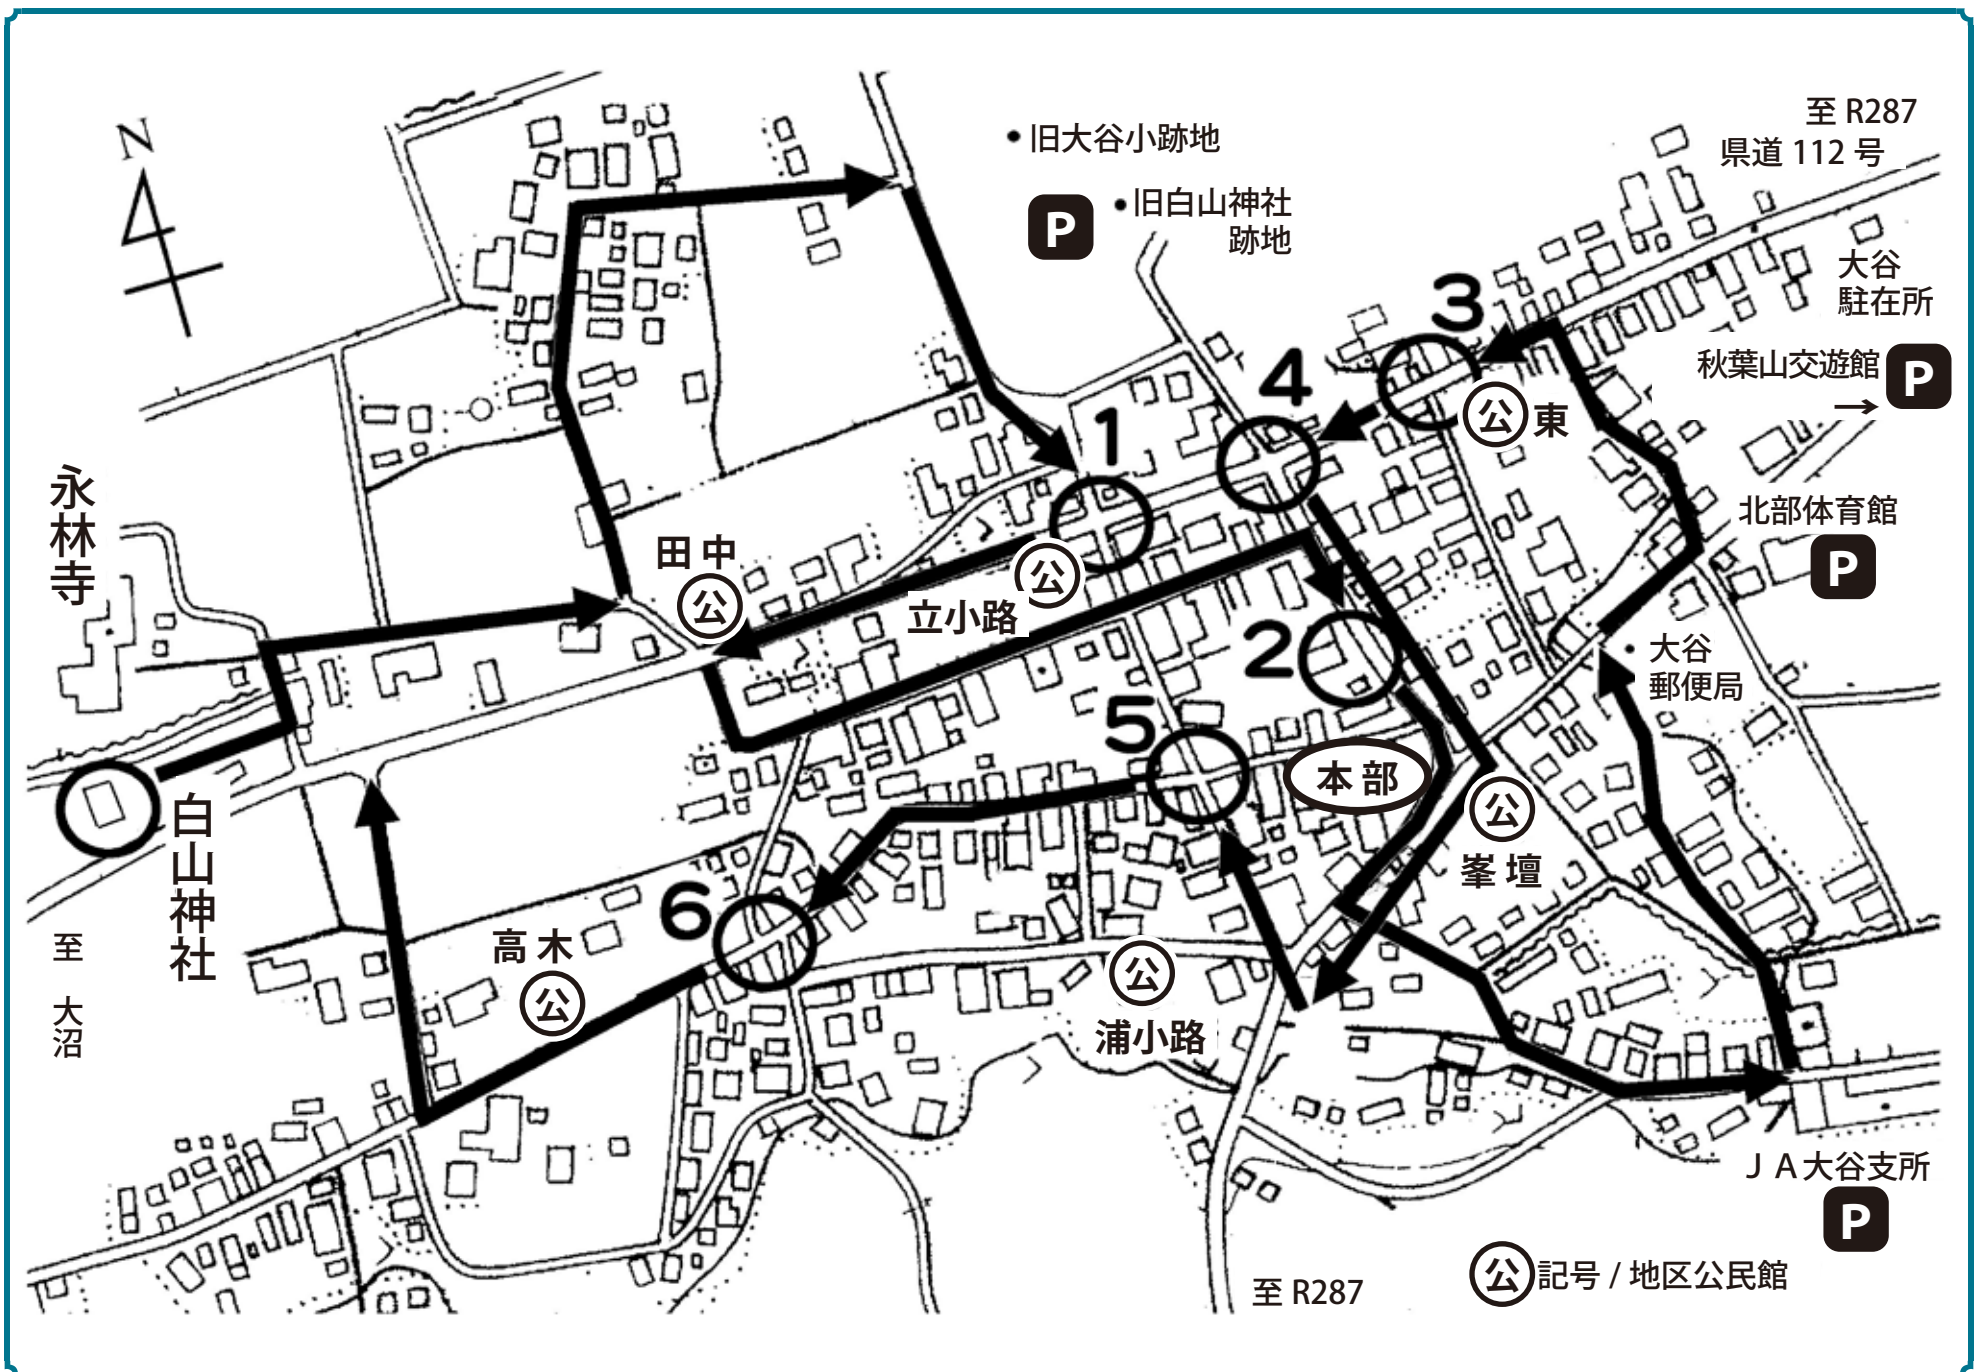 N
旧大谷小跡地
P
旧白山神社
跡地
至 R287
県道 112 号
大谷
駐在所
秋葉山交遊館
P
→
3
4
1
公 東
北部体育館
P
永林寺
田中
公
公
立小路
2
大谷
郵便局
5
本部
公
峯壇
白山神社
6
高木
公
至 大沼
公
浦小路
JA大谷支所
P
公 記号 / 地区公民館
至 R287